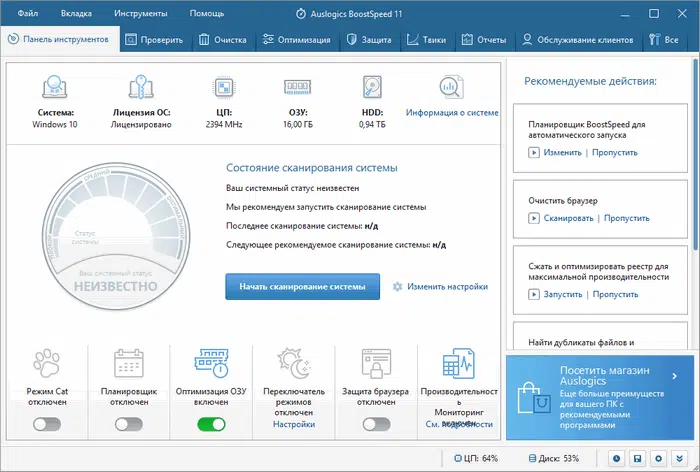 Файл Вкладка Инструменты Помощь Auslogics BoostSpeed 11
Панель инструментов Проверить Очистка Оптимизация Защита Твики Отчеты Обслуживание клиентов Все
Система:
Windows 10
Лицензия ОС:
Лицензировано
ЦП:
2394 MHz
ОЗУ:
16,00 ГБ
HDD:
0,94 ТБ
Информация о системе
ПЛОХОЙ СРЕДНИЙ ОПТИМАЛЬНЫЙ
Статус
системы
Ваш системный статус
НЕИЗВЕСТНО
Состояние сканирования системы
Ваш системный статус неизвестен
Мы рекомендуем запустить сканирование системы
Последнее сканирование системы: н/д
Следующее рекомендуемое сканирование системы: н/д
Начать сканирование системы
Изменить настройки
Режим Cat
отключен
Планировщик
отключен
Оптимизация ОЗУ
включен
Переключатель
режимов
отключен
Настройки
Защита браузера
отключен
Производительност
ь
Мониторинг
включен
См. подробности
Рекомендуемые действия:
Планировщик BoostSpeed для
автоматического запуска
Изменить | Пропустить
Очистить браузер
Сканировать | Пропустить
Сжать и оптимизировать реестр для
максимальной производительности
Запустить | Пропустить
Найти дубликаты файлов и
Посетить магазин
Auslogics
Еще больше преимуществ
для вашего ПК с
рекомендуемыми
программами
ЦП: 64% Диск: 53%